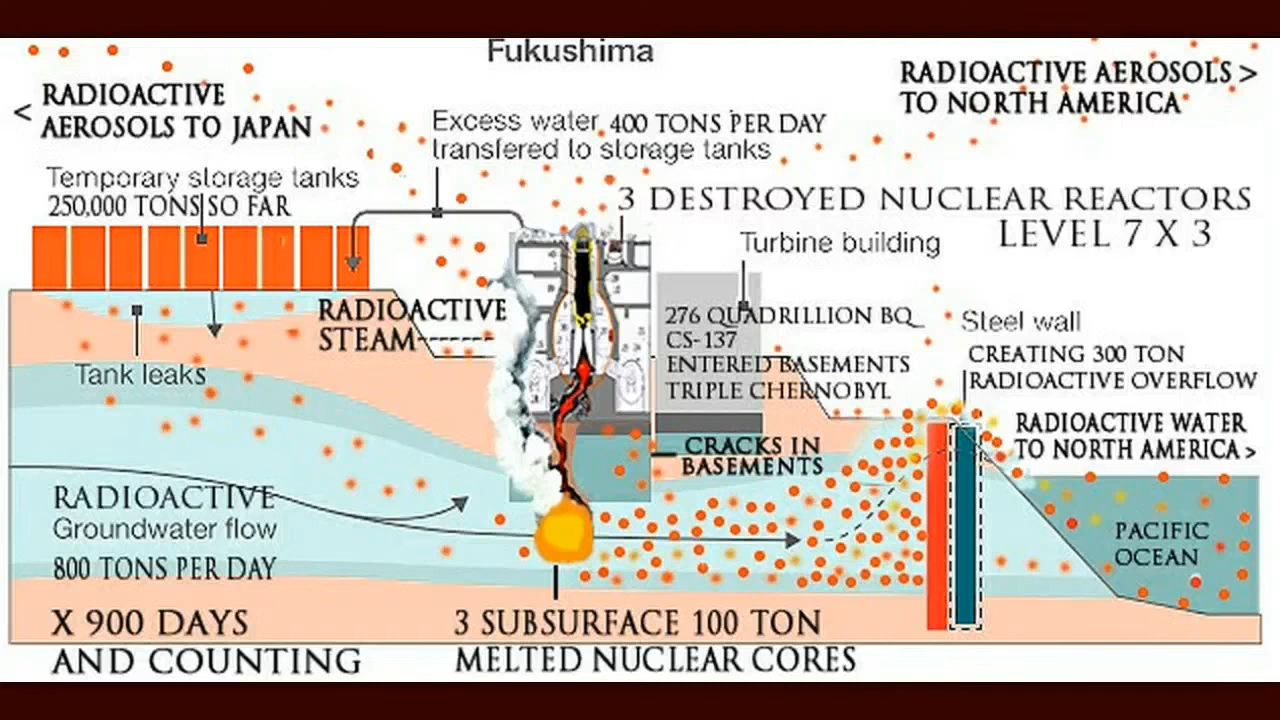 Fukushima
< RADIOACTIVE
AEROSOLS TO JAPAN
RADIOACTIVE AEROSOLS >
TO NORTH AMERICA
Excess water 400 TONS PER DAY
transfered to storage tanks
Temporary storage tanks
250,000 TONS SO FAR
3 DESTROYED NUCLEAR REACTORS
LEVEL 7 X 3
Turbine building
RADIOACTIVE
STEAM
276 QUADRILLION BQ
CS-137
ENTERED BASEMENTS
TRIPLE CHERNOBYL
Steel wall
CREATING 300 TON
RADIOACTIVE OVERFLOW
Tank leaks
RADIOACTIVE WATER
TO NORTH AMERICA >
CRACKS IN
BASEMENTS
RADIOACTIVE
Groundwater flow
800 TONS PER DAY
PACIFIC
OCEAN
X 900 DAYS
AND COUNTING
3 SUBSURFACE 100 TON
MELTED NUCLEAR CORES